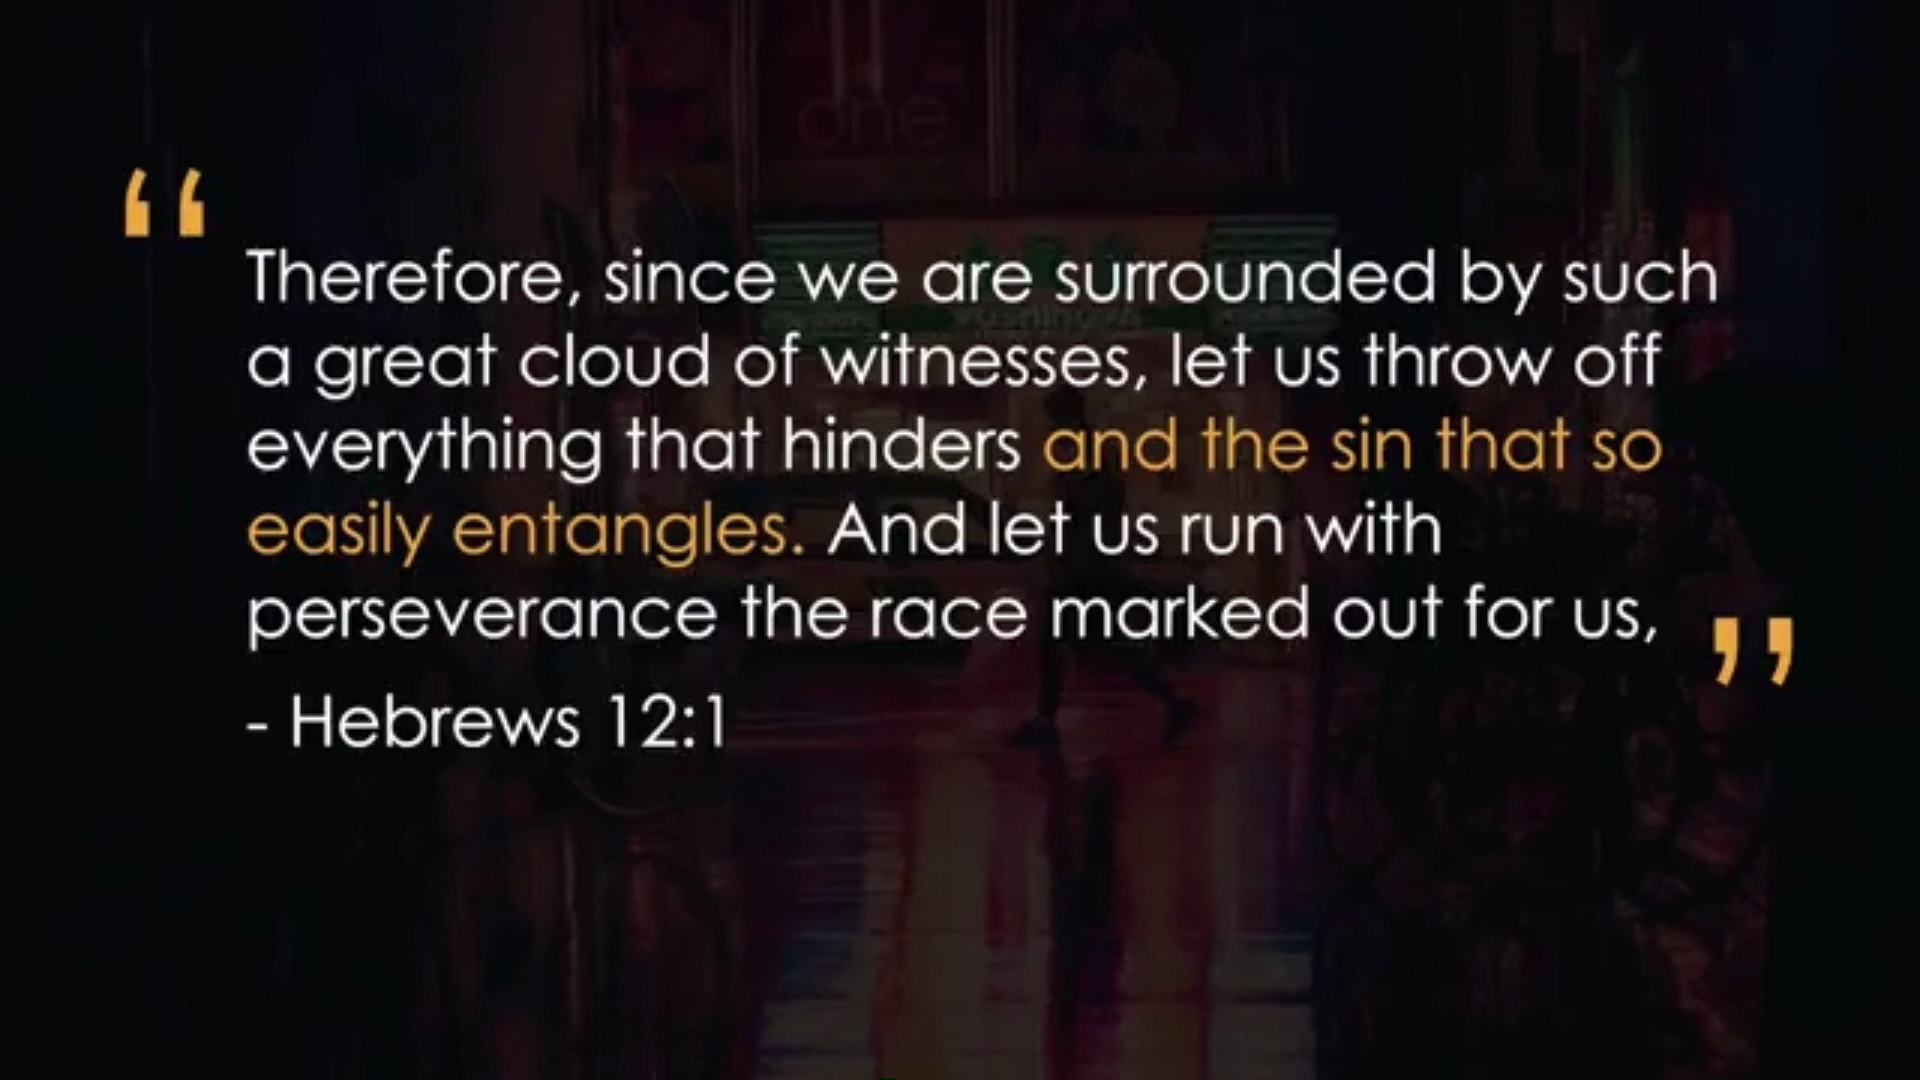 one
“
Therefore, since we are surrounded by such
a great cloud of witnesses, let us throw off
everything that hinders and the sin that so
easily entangles. And let us run with
perseverance the race marked out for us,
”
- Hebrews 12:1